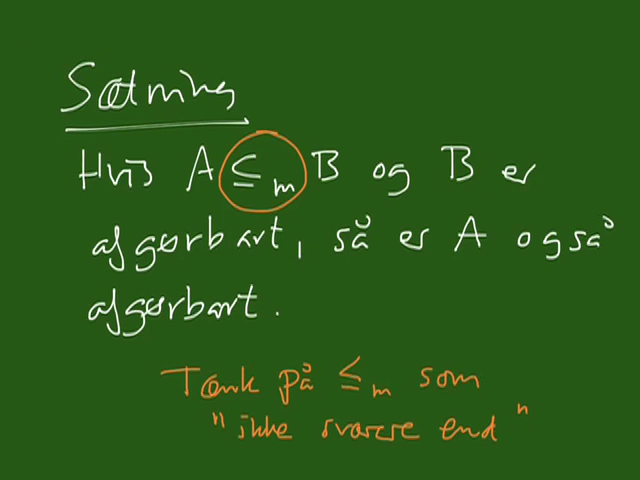 Sætning
Hvis A ≤m B og B er
afgørbart, så er A også
afgørbart.
Tænk på ≤m som
"ikke sværere end"